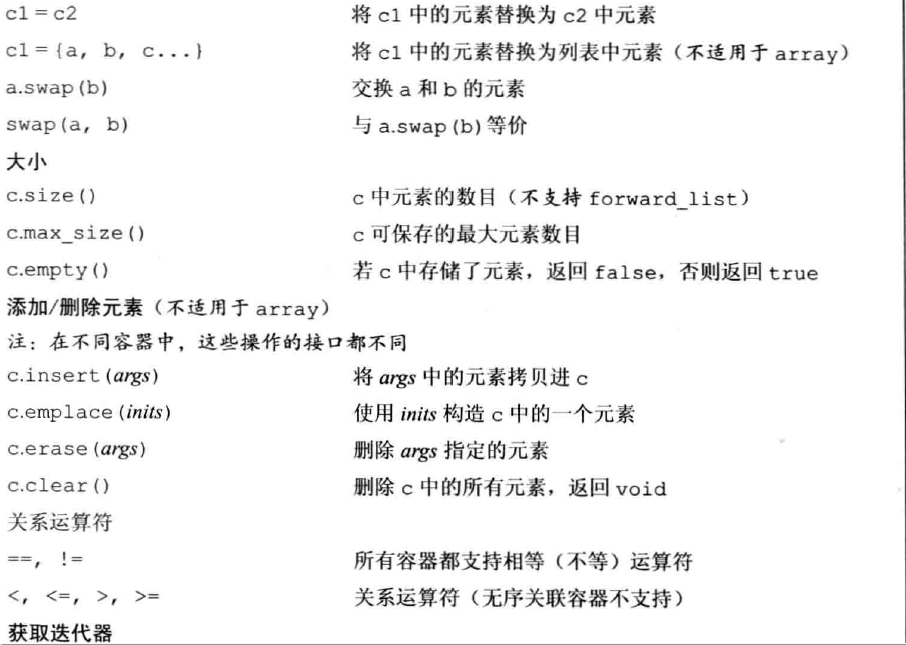 c1=c2 将 c1 中的元素替换为 c2 中元素
c1={a, b, c...} 将 c1 中的元素替换为列表中元素（不适用于 array）
a.swap(b) 交换 a 和 b 的元素
swap(a, b) 与 a.swap(b)等价
大小
c.size() c 中元素的数目（不支持 forward_list）
c.max_size() c 可保存的最大元素数目
c.empty() 若 c 中存储了元素，返回 false，否则返回 true
添加/删除元素（不适用于 array）
注：在不同容器中，这些操作的接口都不同
c.insert(args) 将 args 中的元素拷贝进 c
c.emplace(inits) 使用 inits 构造 c 中的一个元素
c.erase(args) 删除 args 指定的元素
c.clear() 删除 c 中的所有元素，返回 void
关系运算符
==, != 所有容器都支持相等（不等）运算符
<, <=, >, >= 关系运算符（无序关联容器不支持）
获取迭代器